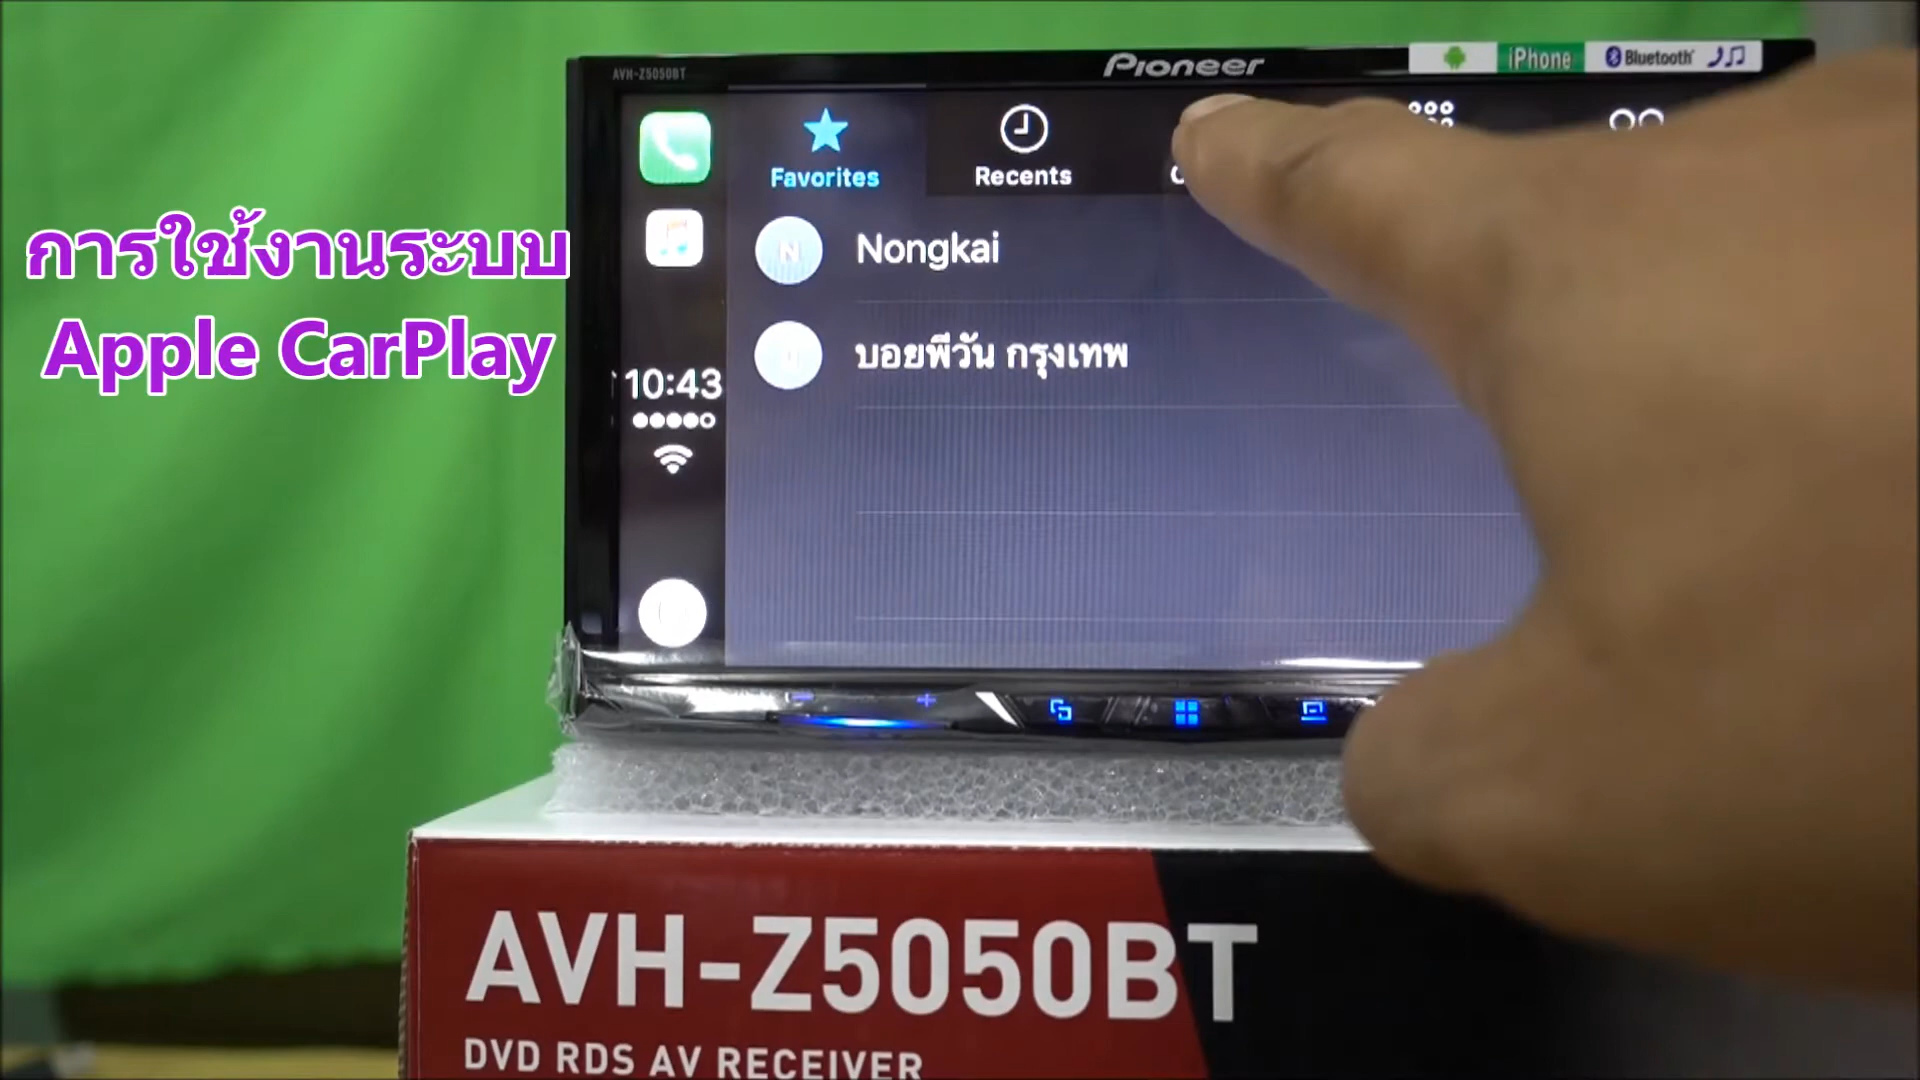 AVH-Z5050BT
Pioneer
iPhone
Bluetooth
การใช้งานระบบ
Apple CarPlay
Favorites
Recents
N
Nongkai
บอยพี่วัน กรุงเทพ
10:43
AVH-Z5050BT
DVD RDS AV RECEIVER